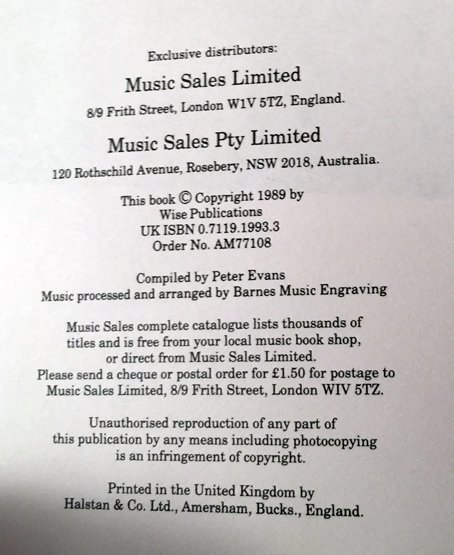 Exclusive distributors:
Music Sales Limited
8/9 Frith Street, London W1V 5TZ, England.
Music Sales Pty Limited
120 Rothschild Avenue, Rosebery, NSW 2018, Australia.
This book © Copyright 1989 by
Wise Publications
UK ISBN 0.7119.1993.3
Order No. AM77108
Compiled by Peter Evans
Music processed and arranged by Barnes Music Engraving
Music Sales complete catalogue lists thousands of
titles and is free from your local music book shop,
or direct from Music Sales Limited.
Please send a cheque or postal order for £1.50 for postage to
Music Sales Limited, 8/9 Frith Street, London WIV 5TZ.
Unauthorised reproduction of any part of
this publication by any means including photocopying
is an infringement of copyright.
Printed in the United Kingdom by
Halstan & Co. Ltd., Amersham, Bucks., England.